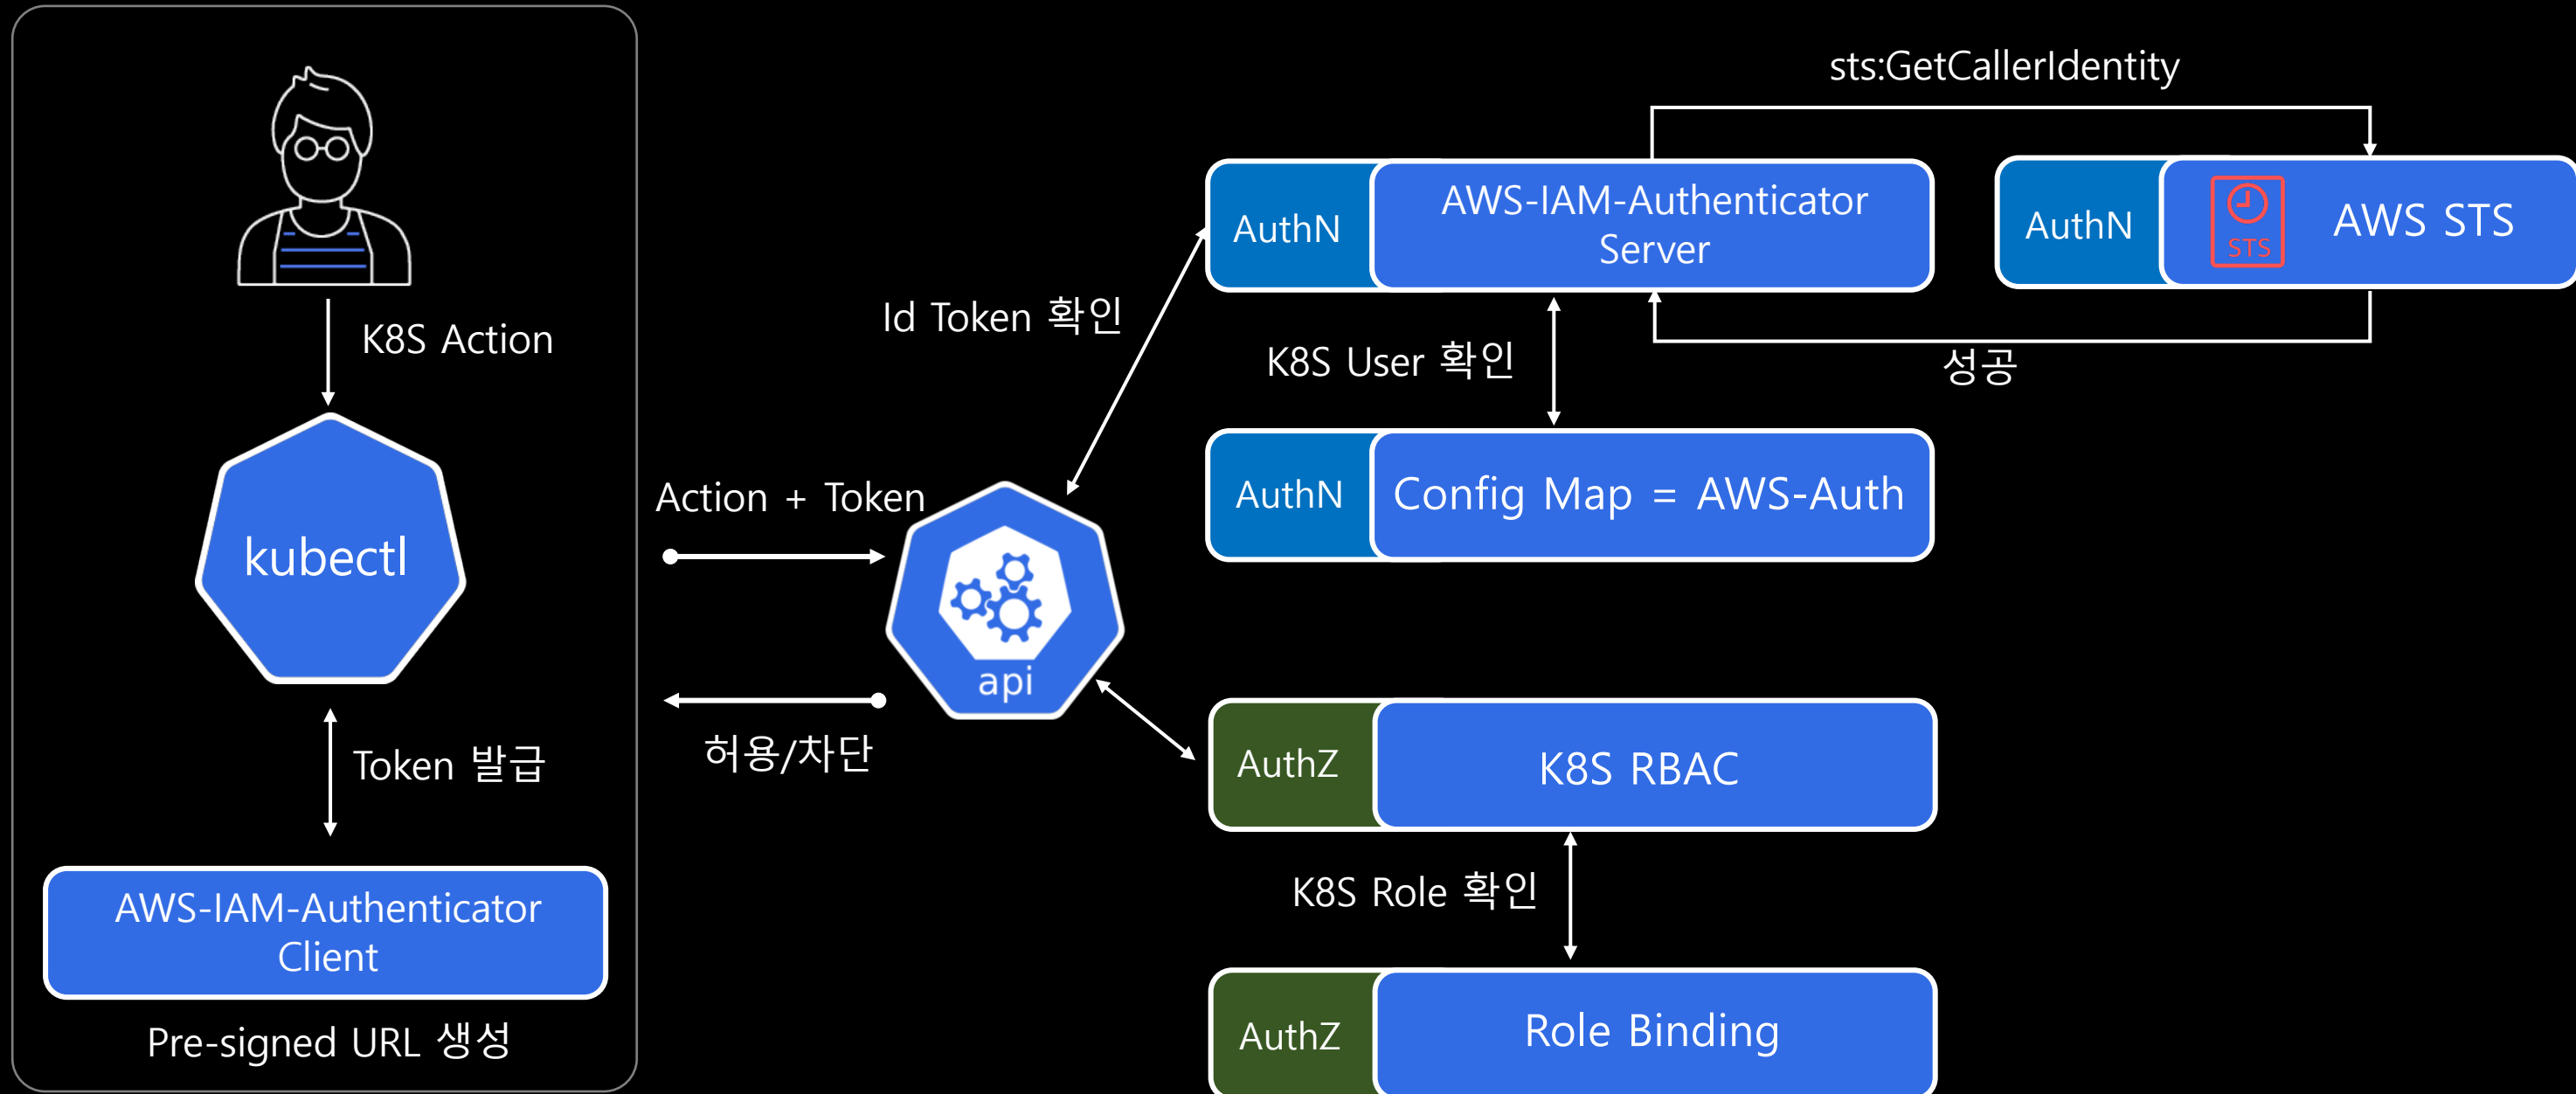 K8S Action
kubectl
Token 발급
AWS-IAM-Authenticator
Client
Pre-signed URL 생성
Action + Token
허용/차단
api
Id Token 확인
sts:GetCallerIdentity
AuthN
AWS-IAM-Authenticator
Server
AuthN
STS
AWS STS
K8S User 확인
성공
AuthN
Config Map = AWS-Auth
AuthZ
K8S RBAC
K8S Role 확인
AuthZ
Role Binding